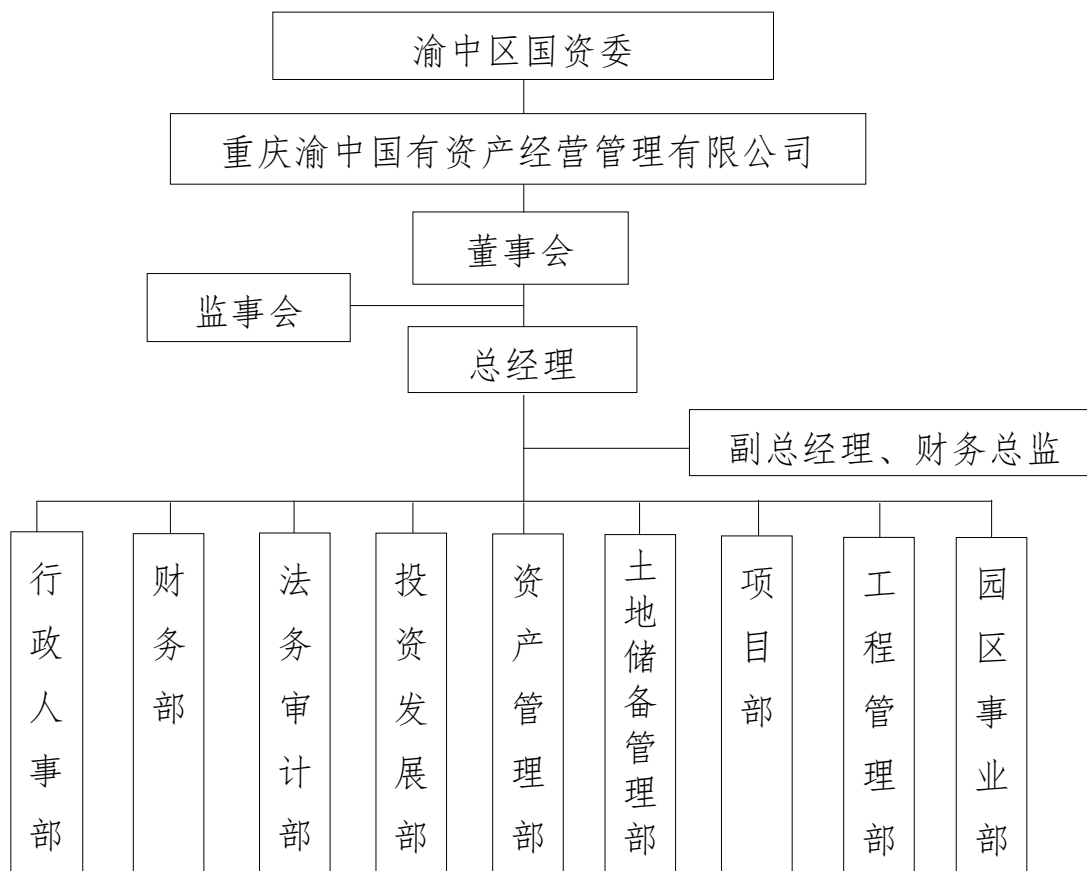 渝中区国资委
重庆渝中国有资产经营管理有限公司
董事会
监事会
总经理
副总经理、财务总监
行政人事部
财务部
法务审计部
投资发展部
资产管理部
土地储备管理部
项目部
工程管理部
园区事业部